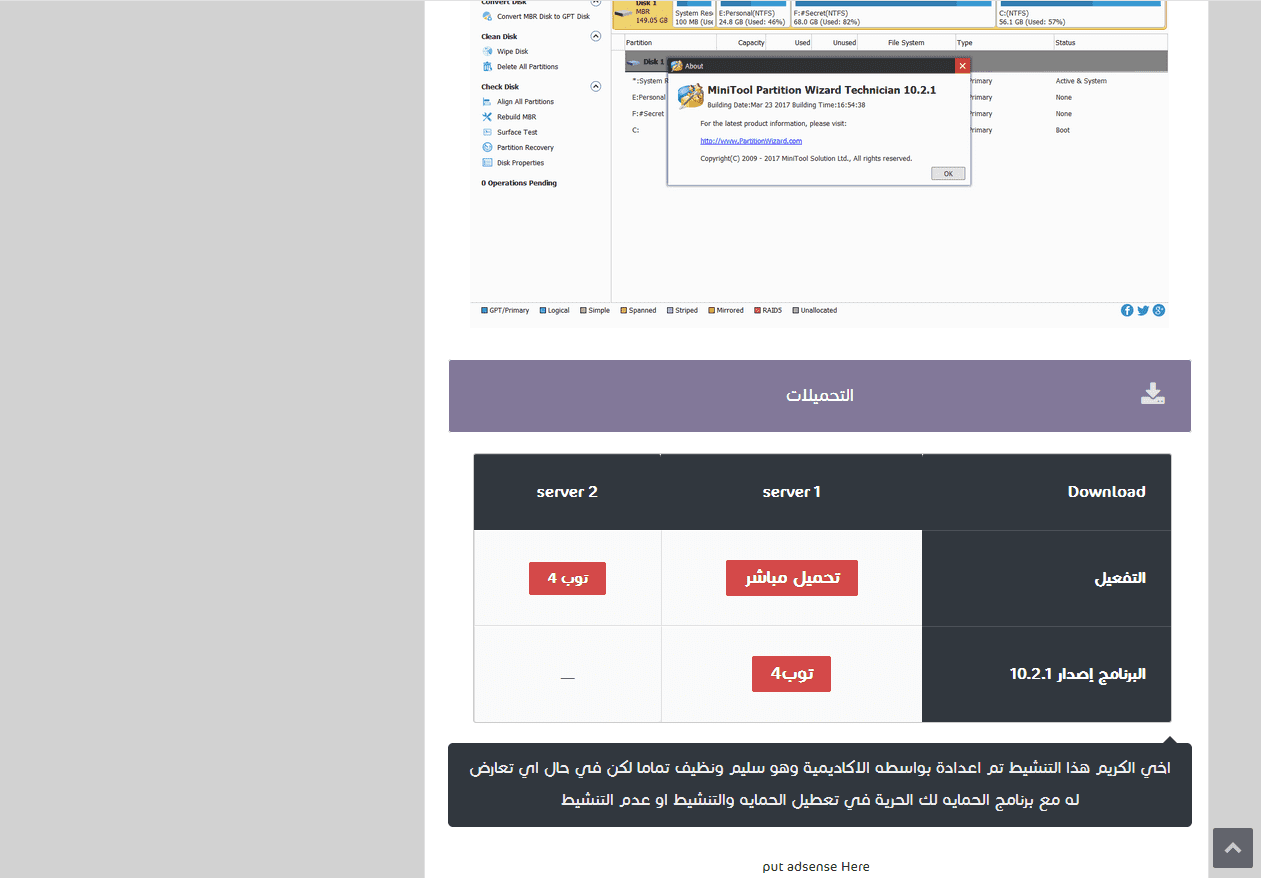 Convert Disk
Convert MBR Disk to GPT Disk
Clean Disk
Wipe Disk
Delete All Partitions
Check Disk
Align All Partitions
Rebuild MBR
Surface Test
Partition Recovery
Disk Properties
0 Operations Pending
Disk 1
MBR
149.05 GB
System Res
100 MB (Use
E:Personal(NTFS)
24.8 GB (Used: 46%)
F:#Secret(NTFS)
68.0 GB (Used: 82%)
C:(NTFS)
56.1 GB (Used: 57%)
Partition Capacity Used Unused File System Type Status
Disk 1
*:System R rimary Active & System
E:Personal rimary None
F:#Secret rimary None
C: rimary Boot
About
MiniTool Partition Wizard Technician 10.2.1
Building Date:Mar 23 2017 Building Time:16:54:38
For the latest product information, please visit:
http://www.PartitionWizard.com
Copyright(C) 2009 - 2017 MiniTool Solution Ltd., All rights reserved.
OK
GPT/Primary Logical Simple Spanned Striped Mirrored RAID5 Unallocated
التحميلات
Download server 1 server 2
التفعيل تحميل مباشر توب 4
البرنامج إصدار 10.2.1 توب4 —
اخي الكريم هذا التنشيط تم اعدادة بواسطه الاكاديمية وهو سليم ونظيف تماما لكن في حال اي تعارض
له مع برنامج الحمايه لك الحرية في تعطيل الحمايه والتنشيط او عدم التنشيط
put adsense Here